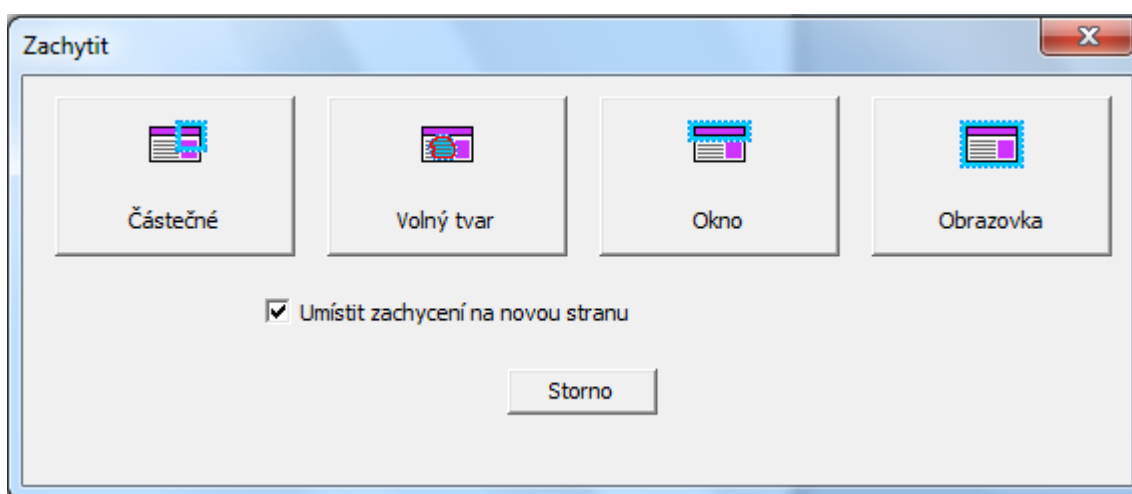 Zachytit
Částečné
Volný tvar
Okno
Obrazovka
Umístit zachycení na novou stranu
Storno